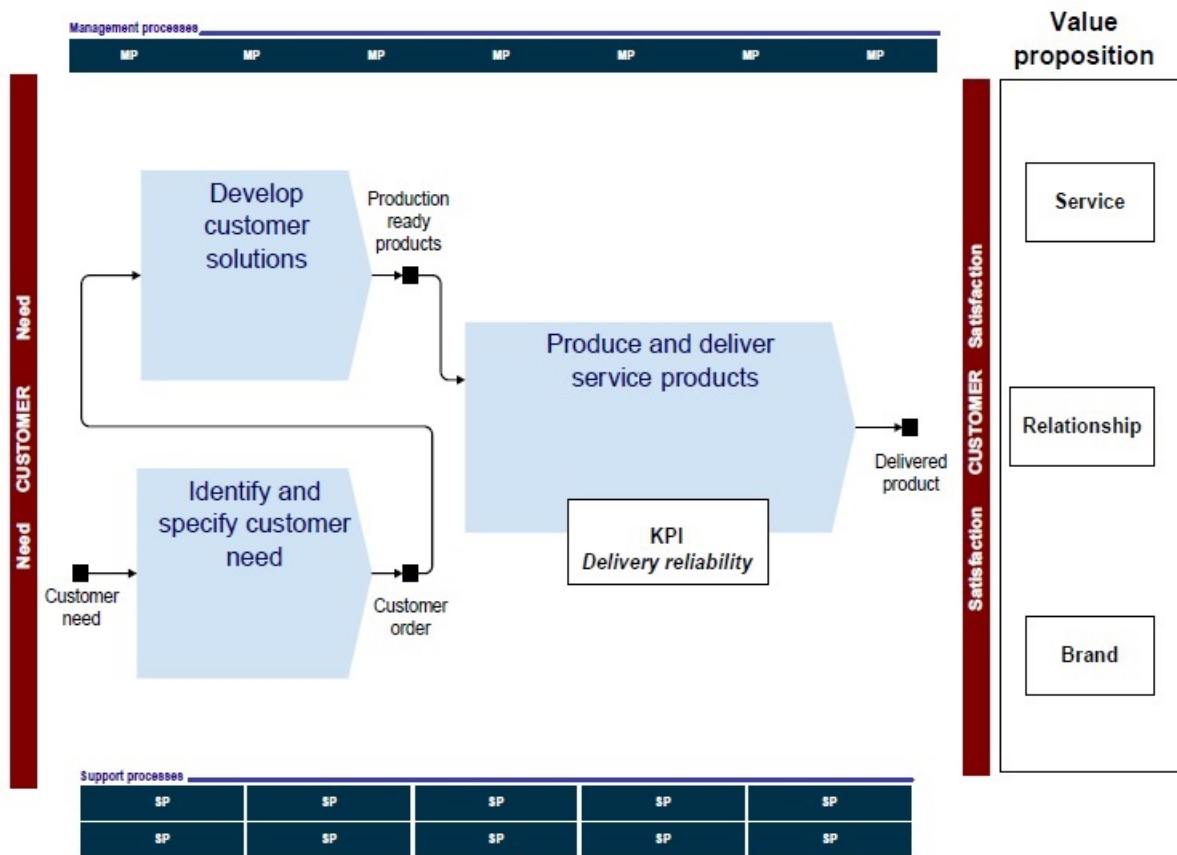 Management processes
MP MP MP MP MP MP MP
Value
proposition
Need CUSTOMER Need
Develop
customer
solutions
Production
ready
products
Produce and deliver
service products
KPI
Delivery reliability
Delivered
product
Identify and
specify customer
need
Customer
need
Customer
order
Satisfaction CUSTOMER Satisfaction
Service
Relationship
Brand
Support processes
SP SP SP SP SP
SP SP SP SP SP